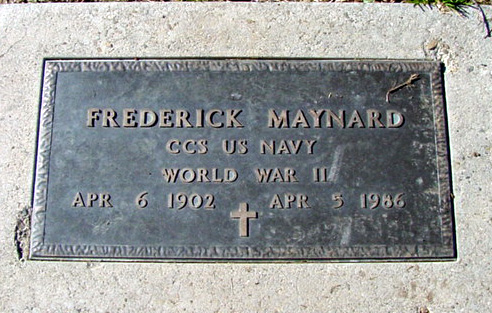 FREDERICK MAYNARD
CCS US NAVY
WORLD WAR II
APR 6 1902 APR 5 1986